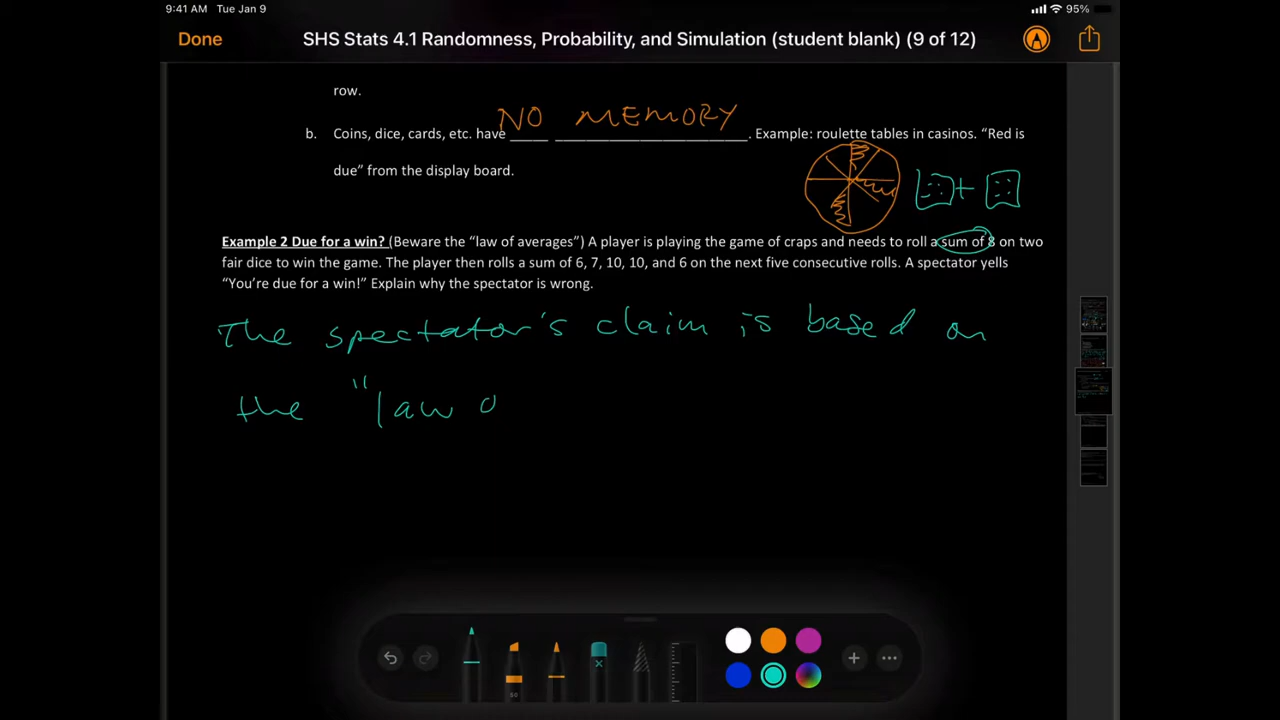 9:41 AM Tue Jan 9 95%
Done SHS Stats 4.1 Randomness, Probability, and Simulation (student blank) (9 of 12)
row.
b. Coins, dice, cards, etc. have NO MEMORY. Example: roulette tables in casinos. “Red is
due” from the display board.
Example 2 Due for a win? (Beware the “law of averages”) A player is playing the game of craps and needs to roll a sum of 8 on two
fair dice to win the game. The player then rolls a sum of 6, 7, 10, 10, and 6 on the next five consecutive rolls. A spectator yells
“You’re due for a win!” Explain why the spectator is wrong.
The spectator's claim is based on
the "law o
50